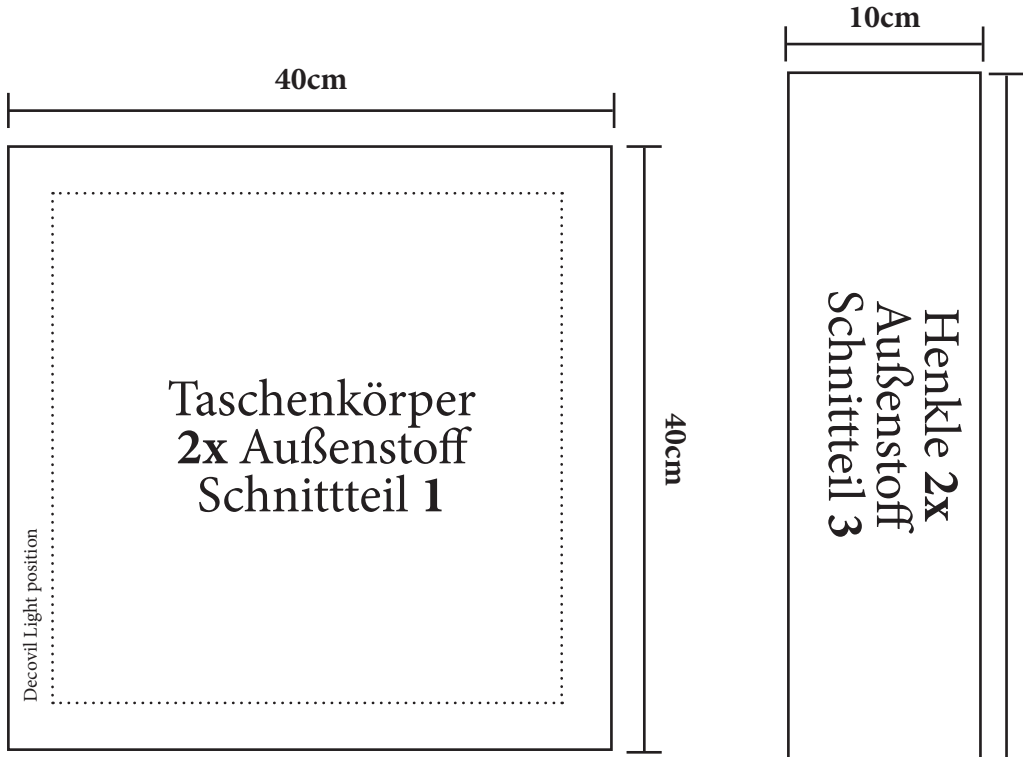 40cm
Taschenkörper
2x Außenstoff
Schnittteil 1
Decovil Light position
40cm
10cm
Henkle 2x
Außenstoff
Schnittteil 3